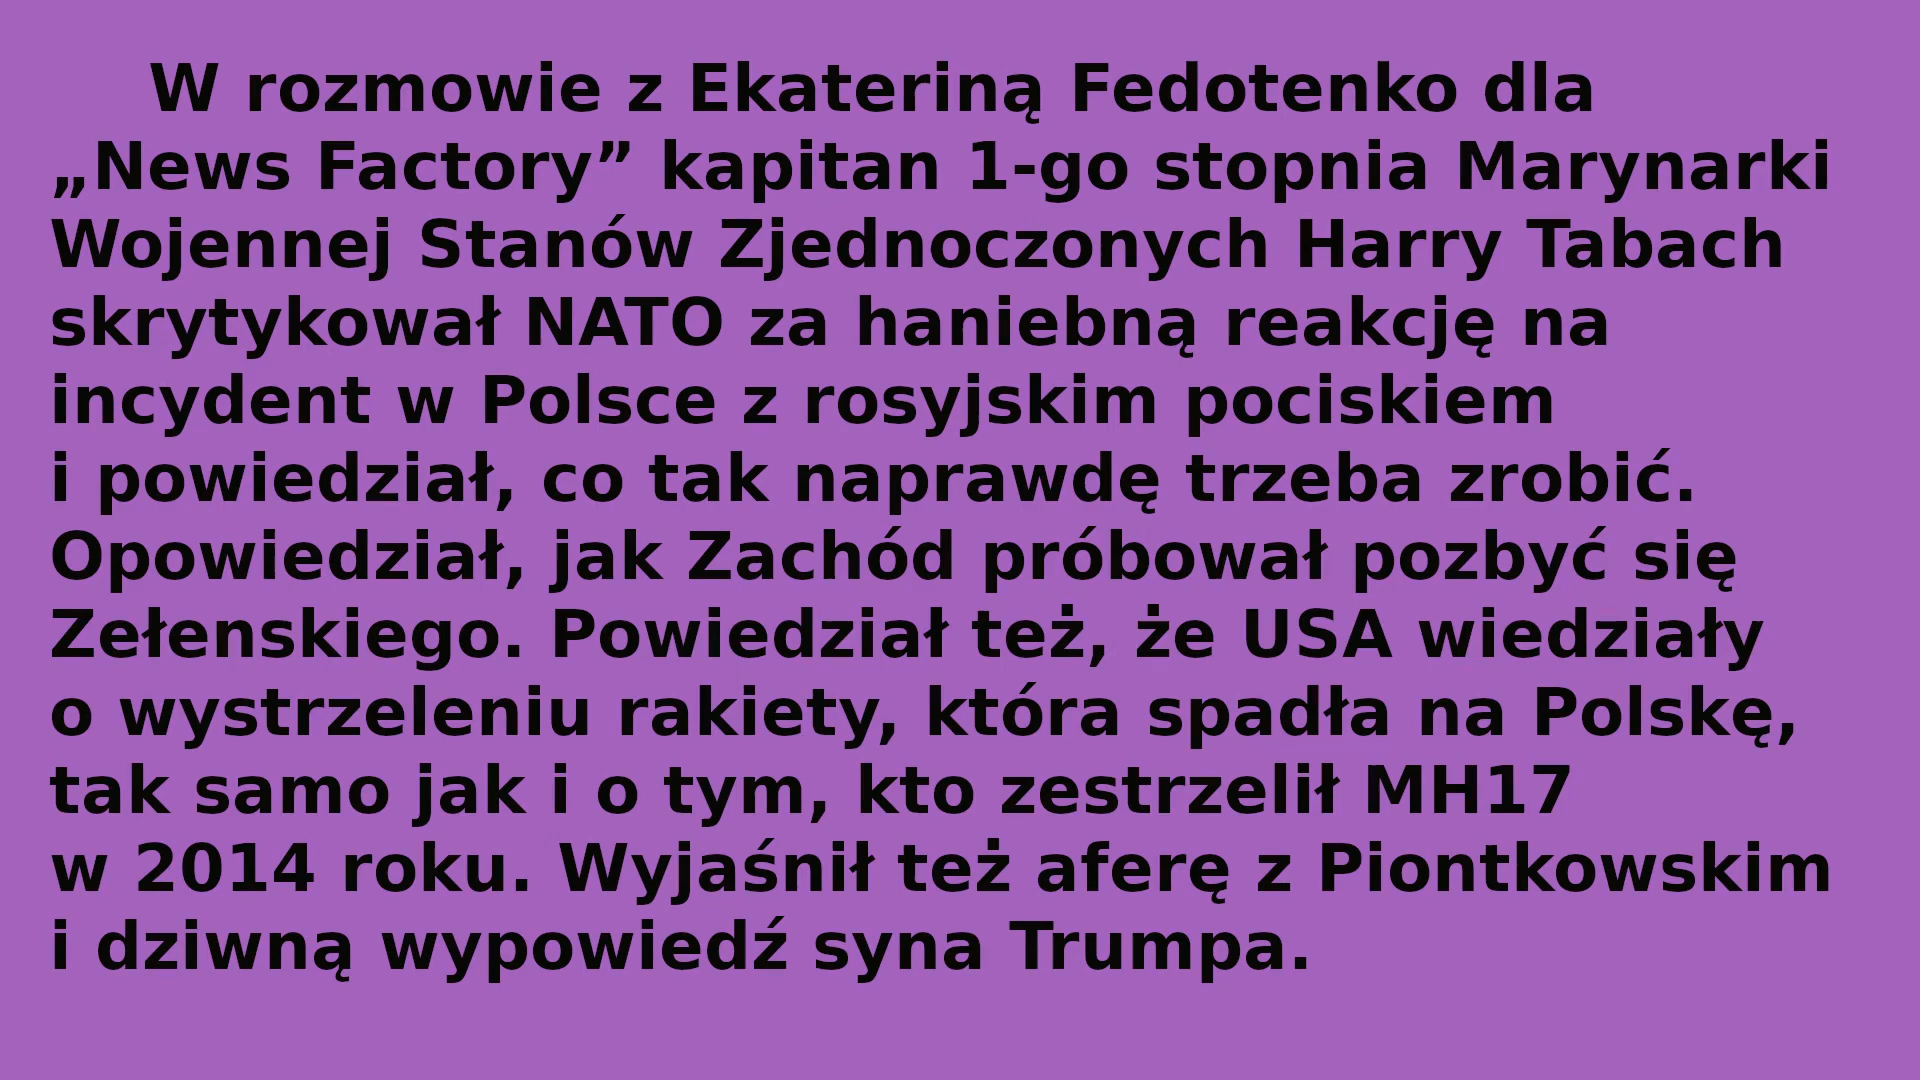 W rozmowie z Ekateriną Fedotenko dla
„News Factory” kapitan 1-go stopnia Marynarki
Wojennej Stanów Zjednoczonych Harry Tabach
skrytykował NATO za haniebną reakcję na
incydent w Polsce z rosyjskim pociskiem
i powiedział, co tak naprawdę trzeba zrobić.
Opowiedział, jak Zachód próbował pozbyć się
Zełenskiego. Powiedział też, że USA wiedziały
o wystrzeleniu rakiety, która spadła na Polskę,
tak samo jak i o tym, kto zestrzelił MH17
w 2014 roku. Wyjaśnił też aferę z Piontkowskim
i dziwną wypowiedź syna Trumpa.